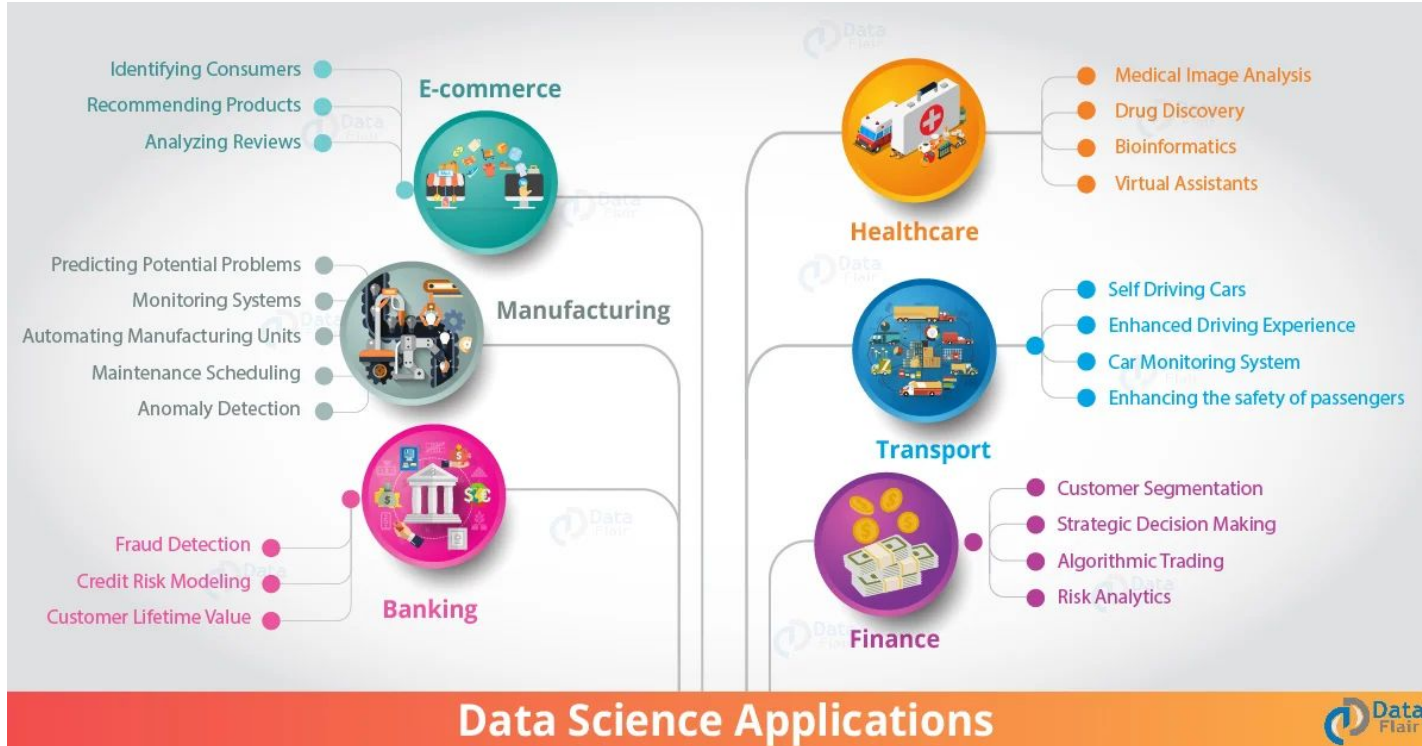 E-commerce
Identifying Consumers
Recommending Products
Analyzing Reviews
Manufacturing
Predicting Potential Problems
Monitoring Systems
Automating Manufacturing Units
Maintenance Scheduling
Anomaly Detection
Banking
Fraud Detection
Credit Risk Modeling
Customer Lifetime Value
Healthcare
Medical Image Analysis
Drug Discovery
Bioinformatics
Virtual Assistants
Transport
Self Driving Cars
Enhanced Driving Experience
Car Monitoring System
Enhancing the safety of passengers
Finance
Customer Segmentation
Strategic Decision Making
Algorithmic Trading
Risk Analytics
Data Science Applications
Data
Flair